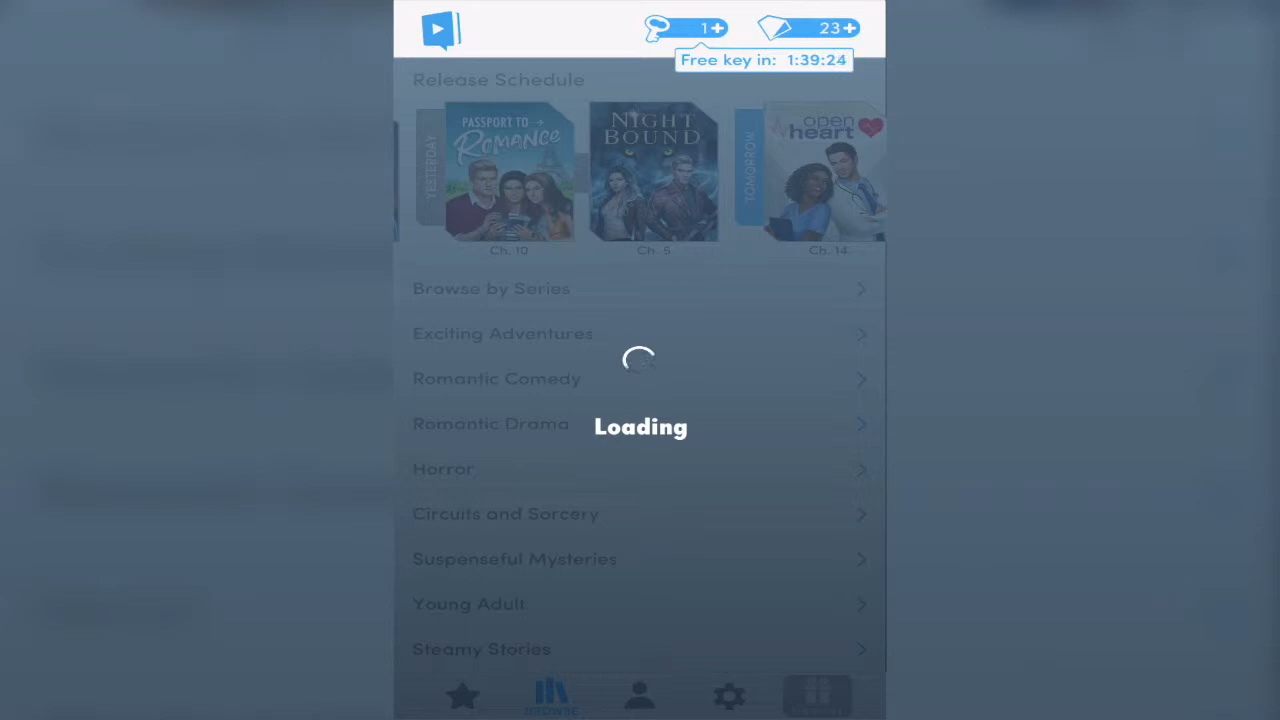 1+
23+
Free key in: 1:39:24
Release Schedule
YESTERDAY
PASSPORT TO
ROMANCE
NIGHT
BOUND
TOMORROW
open
heart
Ch. 10
Ch. 5
Ch. 14
Browse by Series
Exciting Adventures
Romantic Comedy
Romantic Drama
Loading
Horror
Circuits and Sorcery
Suspenseful Mysteries
Young Adult
Steamy Stories
BROWSE